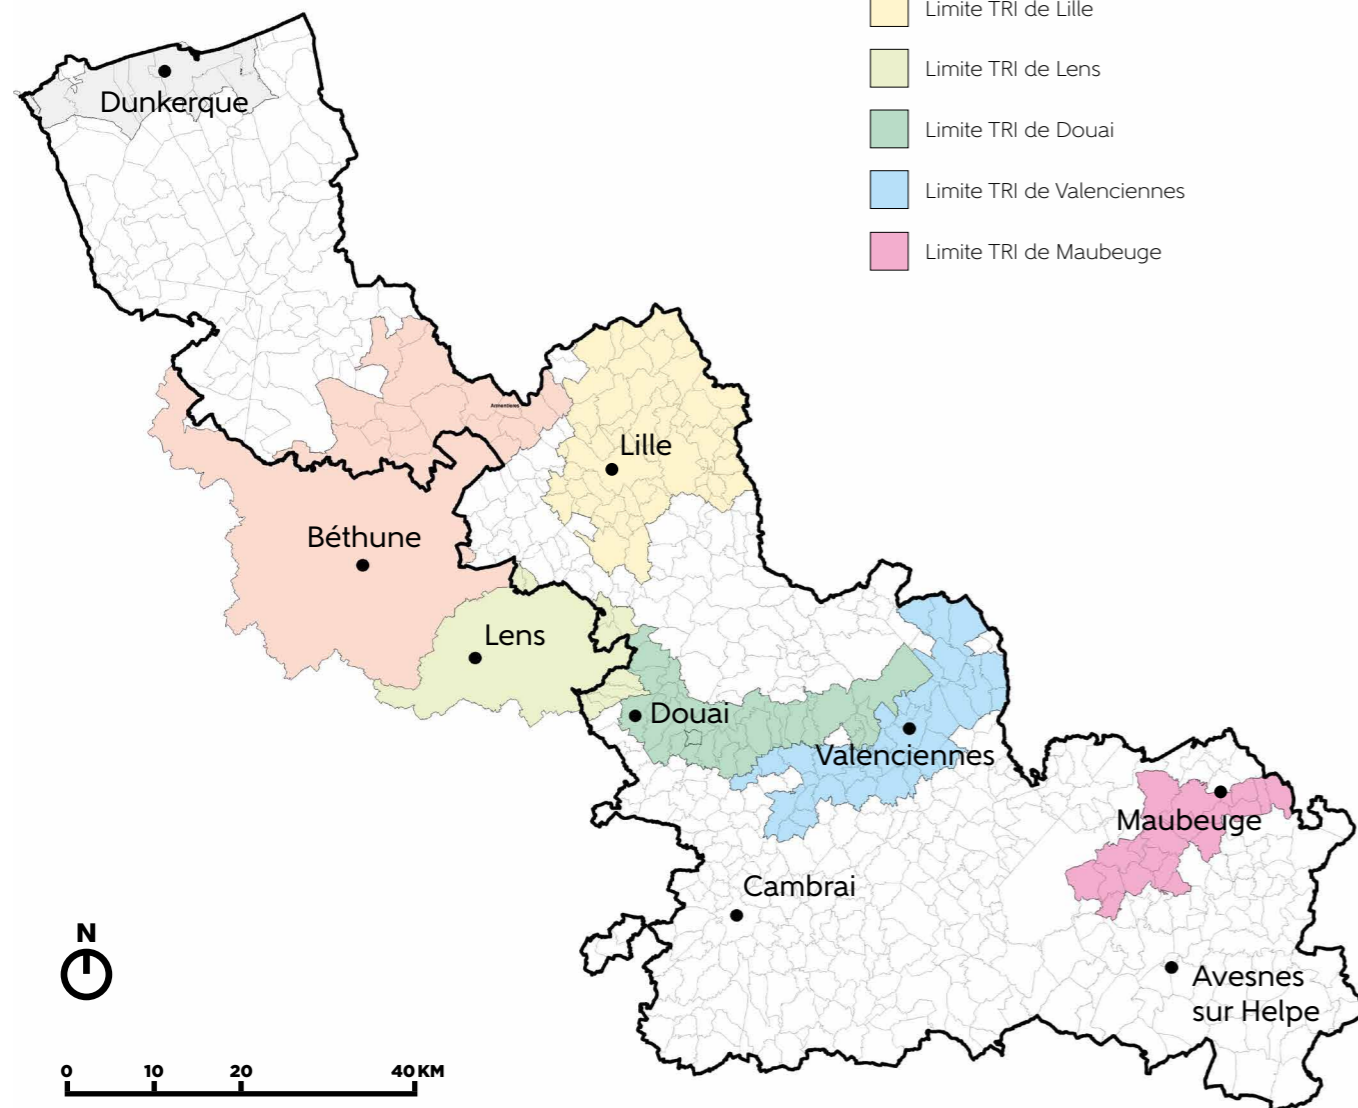 Limite TRI de Lille
Limite TRI de Lens
Limite TRI de Douai
Limite TRI de Valenciennes
Limite TRI de Maubeuge
Dunkerque
Armentières
Lille
Béthune
Lens
Douai
Valenciennes
Maubeuge
Cambrai
Avesnes
sur Helpe
N
0 10 20 40 KM